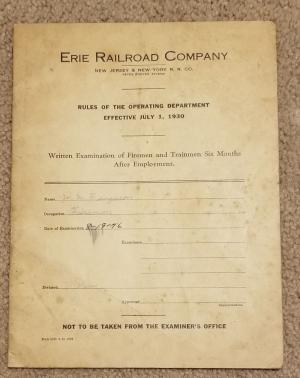 ERIE RAILROAD COMPANY
NEW JERSEY & NEW YORK R. R. CO.
RULES OF THE OPERATING DEPARTMENT
EFFECTIVE JULY 1, 1930
Written Examination of Firemen and Trainmen Six Months
After Employment.
Name
Occupation
Date of Examination
Examiner.
Division
Approved
NOT TO BE TAKEN FROM THE EXAMINER'S OFFICE